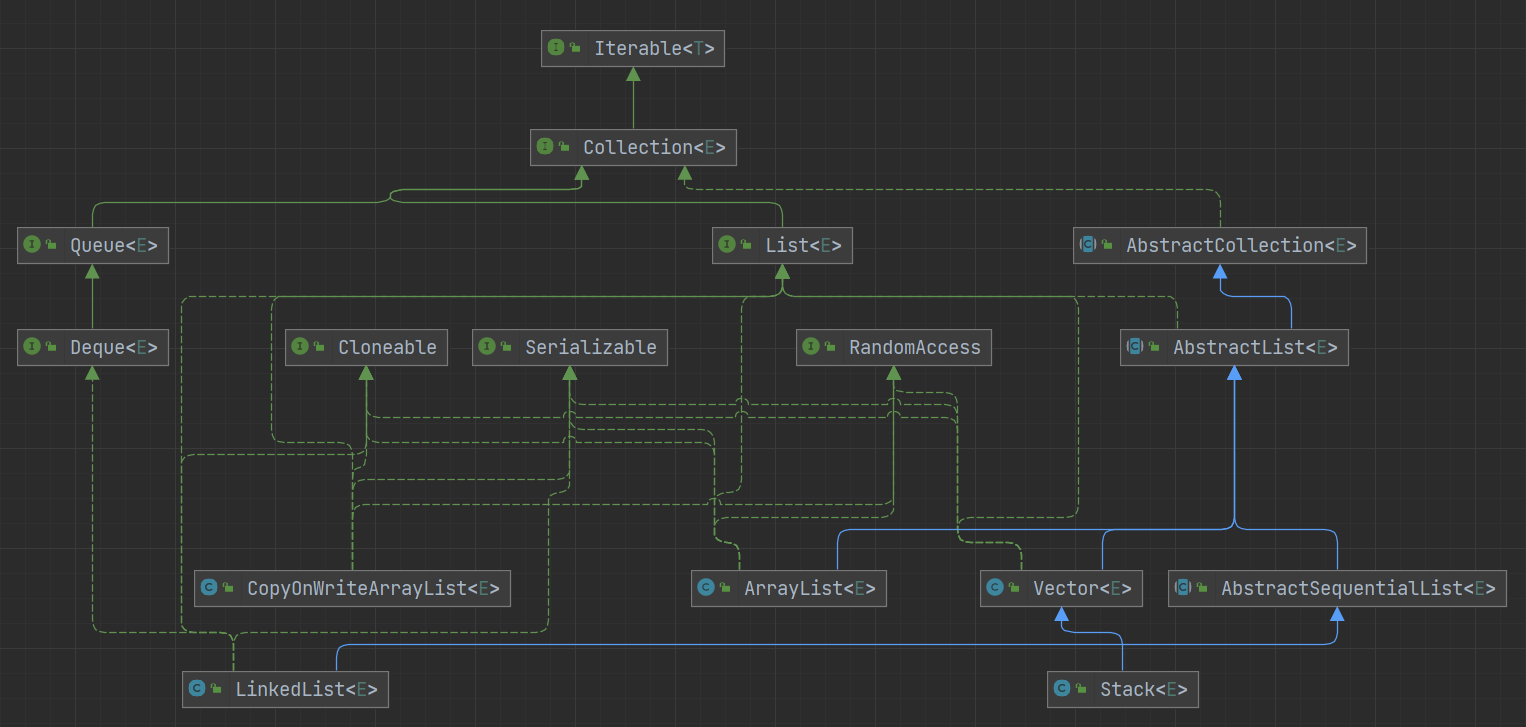 I Iterable<T>
I Collection<E>
I Queue<E>
I List<E>
C AbstractCollection<E>
I Deque<E>
I Cloneable
I Serializable
I RandomAccess
C AbstractList<E>
C CopyOnWriteArrayList<E>
C ArrayList<E>
C Vector<E>
C AbstractSequentialList<E>
C LinkedList<E>
C Stack<E>